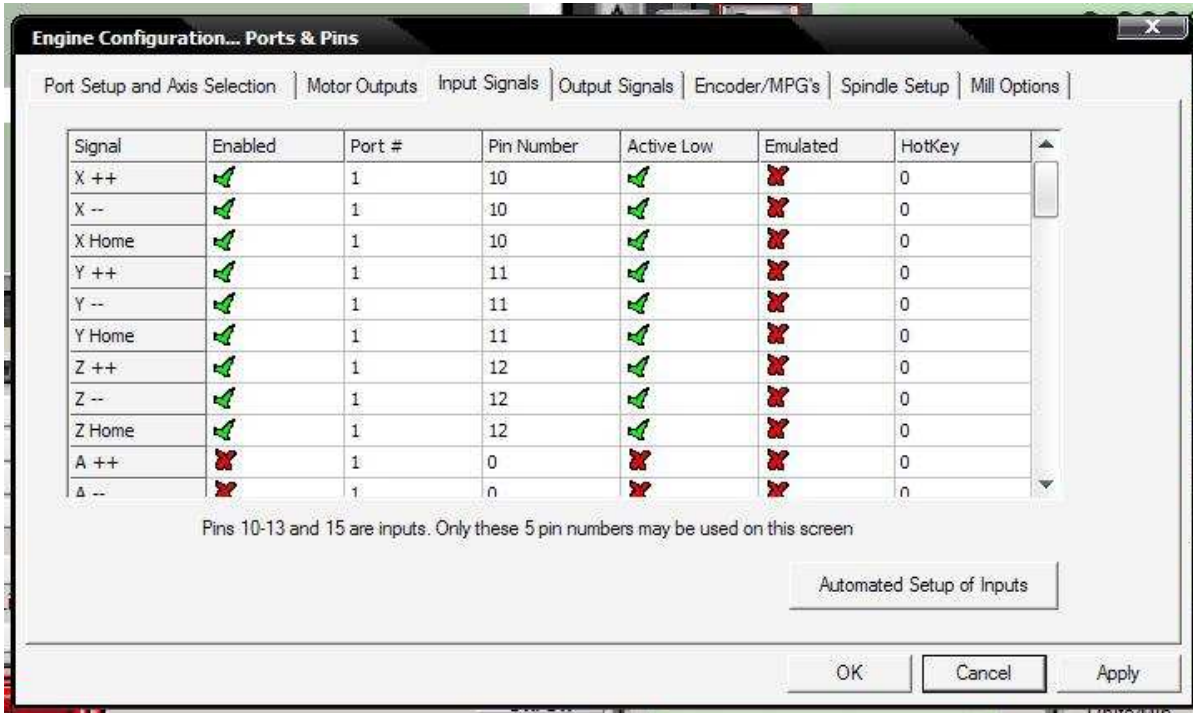 Engine Configuration... Ports & Pins
X
Port Setup and Axis Selection Motor Outputs Input Signals Output Signals Encoder/MPG's Spindle Setup Mill Options
Signal Enabled Port # Pin Number Active Low Emulated HotKey
X ++ 1 10 0
X -- 1 10 0
X Home 1 10 0
Y ++ 1 11 0
Y -- 1 11 0
Y Home 1 11 0
Z ++ 1 12 0
Z -- 1 12 0
Z Home 1 12 0
A ++ 1 0 0
A -- 1 0 0
Pins 10-13 and 15 are inputs. Only these 5 pin numbers may be used on this screen
Automated Setup of Inputs
OK Cancel Apply